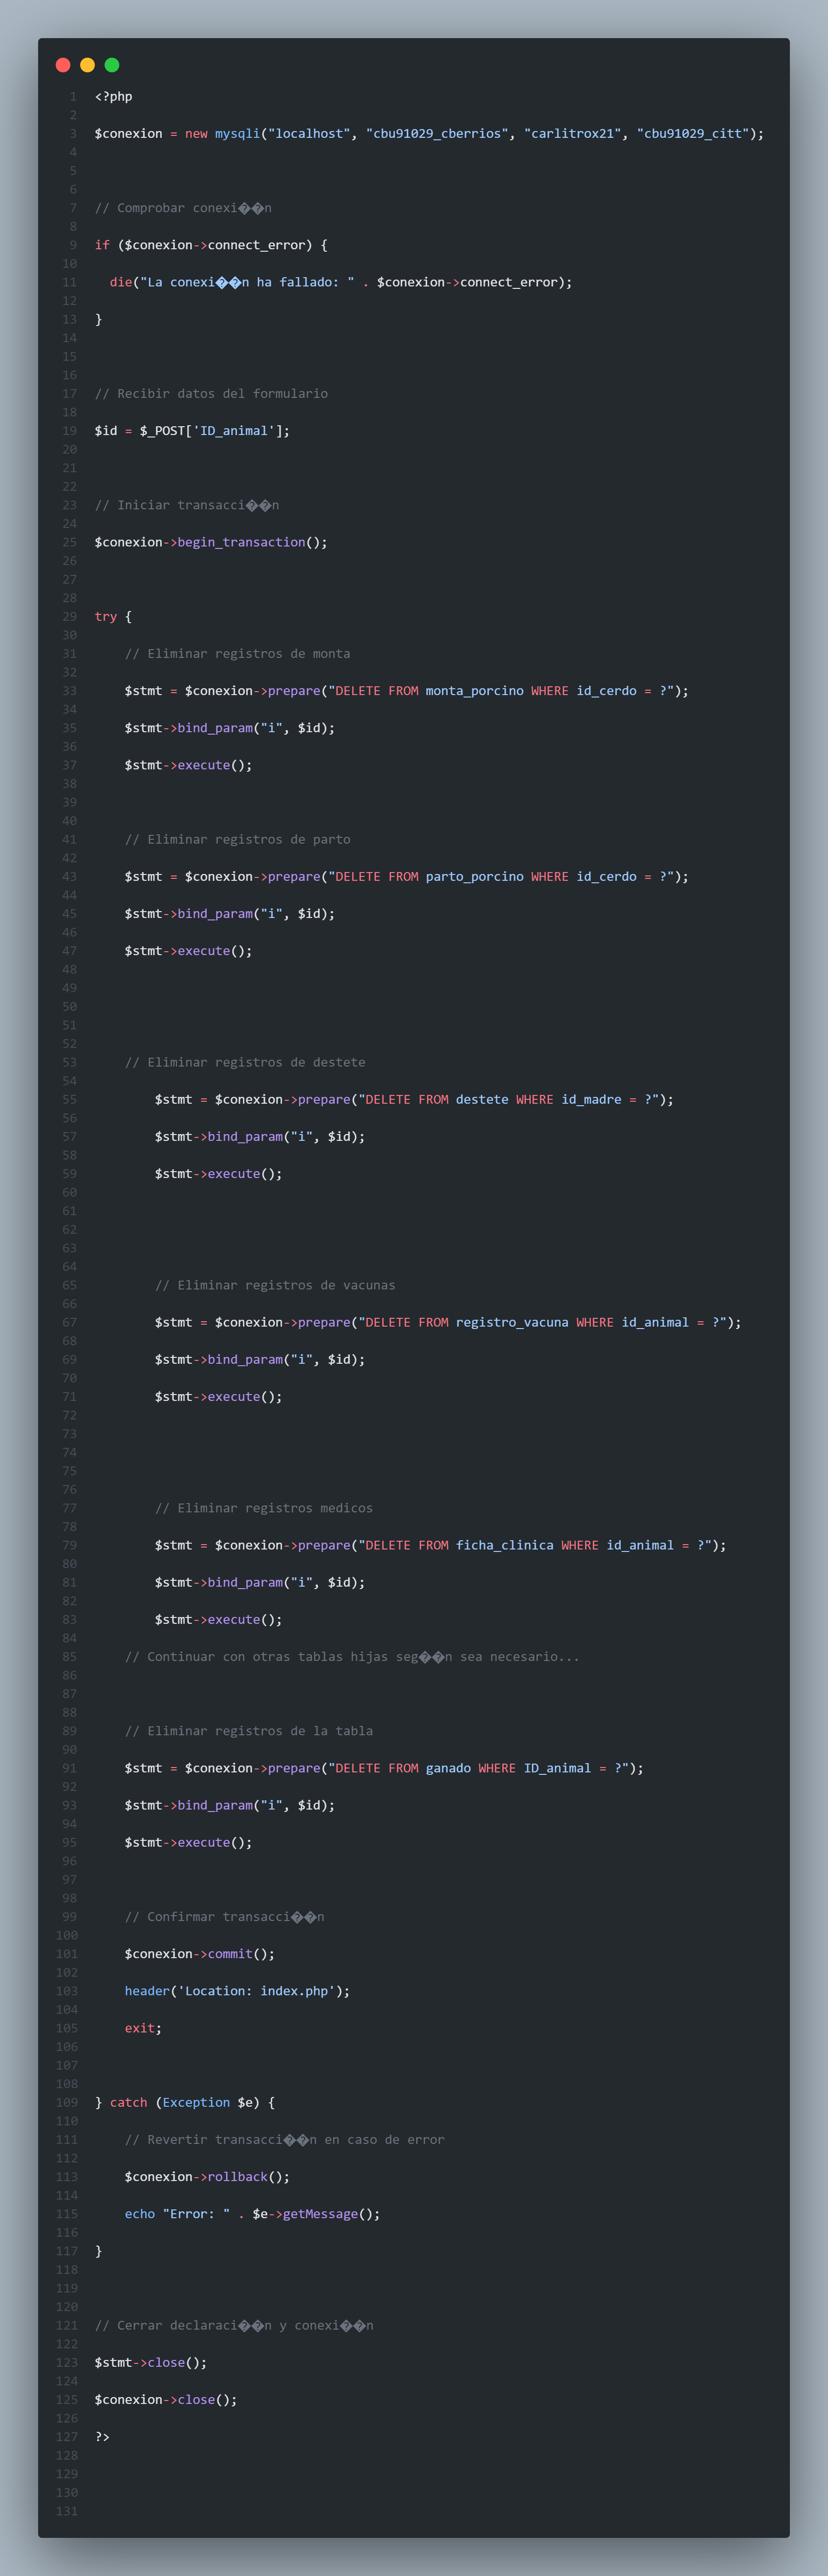 1 <?php
2
3 $conexion = new mysqli("localhost", "cbu91029_cberrios", "carlitrox21", "cbu91029_citt");
4
5
6
7 // Comprobar conexi��n
8
9 if ($conexion->connect_error) {
10
11   die("La conexi��n ha fallado: " . $conexion->connect_error);
12
13 }
14
15
16
17 // Recibir datos del formulario
18
19 $id = $_POST['ID_animal'];
20
21
22
23 // Iniciar transacci��n
24
25 $conexion->begin_transaction();
26
27
28
29 try {
30
31     // Eliminar registros de monta
32
33     $stmt = $conexion->prepare("DELETE FROM monta_porcino WHERE id_cerdo = ?");
34
35     $stmt->bind_param("i", $id);
36
37     $stmt->execute();
38
39
40
41     // Eliminar registros de parto
42
43     $stmt = $conexion->prepare("DELETE FROM parto_porcino WHERE id_cerdo = ?");
44
45     $stmt->bind_param("i", $id);
46
47     $stmt->execute();
48
49
50
51
52
53     // Eliminar registros de destete
54
55         $stmt = $conexion->prepare("DELETE FROM destete WHERE id_madre = ?");
56
57         $stmt->bind_param("i", $id);
58
59         $stmt->execute();
60
61
62
63
64
65         // Eliminar registros de vacunas
66
67         $stmt = $conexion->prepare("DELETE FROM registro_vacuna WHERE id_animal = ?");
68
69         $stmt->bind_param("i", $id);
70
71         $stmt->execute();
72
73
74
75
76
77         // Eliminar registros medicos
78
79         $stmt = $conexion->prepare("DELETE FROM ficha_clinica WHERE id_animal = ?");
80
81         $stmt->bind_param("i", $id);
82
83         $stmt->execute();
84
85     // Continuar con otras tablas hijas seg��n sea necesario...
86
87
88
89     // Eliminar registros de la tabla
90
91     $stmt = $conexion->prepare("DELETE FROM ganado WHERE ID_animal = ?");
92
93     $stmt->bind_param("i", $id);
94
95     $stmt->execute();
96
97
98
99     // Confirmar transacci��n
100
101     $conexion->commit();
102
103     header('Location: index.php');
104
105     exit;
106
107
108
109 } catch (Exception $e) {
110
111     // Revertir transacci��n en caso de error
112
113     $conexion->rollback();
114
115     echo "Error: " . $e->getMessage();
116
117 }
118
119
120
121 // Cerrar declaraci��n y conexi��n
122
123 $stmt->close();
124
125 $conexion->close();
126
127 ?>
128
129
130
131